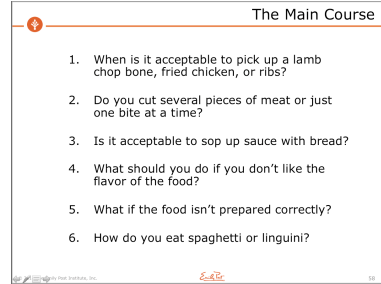 The Main Course
1. When is it acceptable to pick up a lamb
chop bone, fried chicken, or ribs?
2. Do you cut several pieces of meat or just
one bite at a time?
3. Is it acceptable to sop up sauce with bread?
4. What should you do if you don't like the
flavor of the food?
5. What if the food isn't prepared correctly?
6. How do you eat spaghetti or linguini?
Post Institute, Inc.